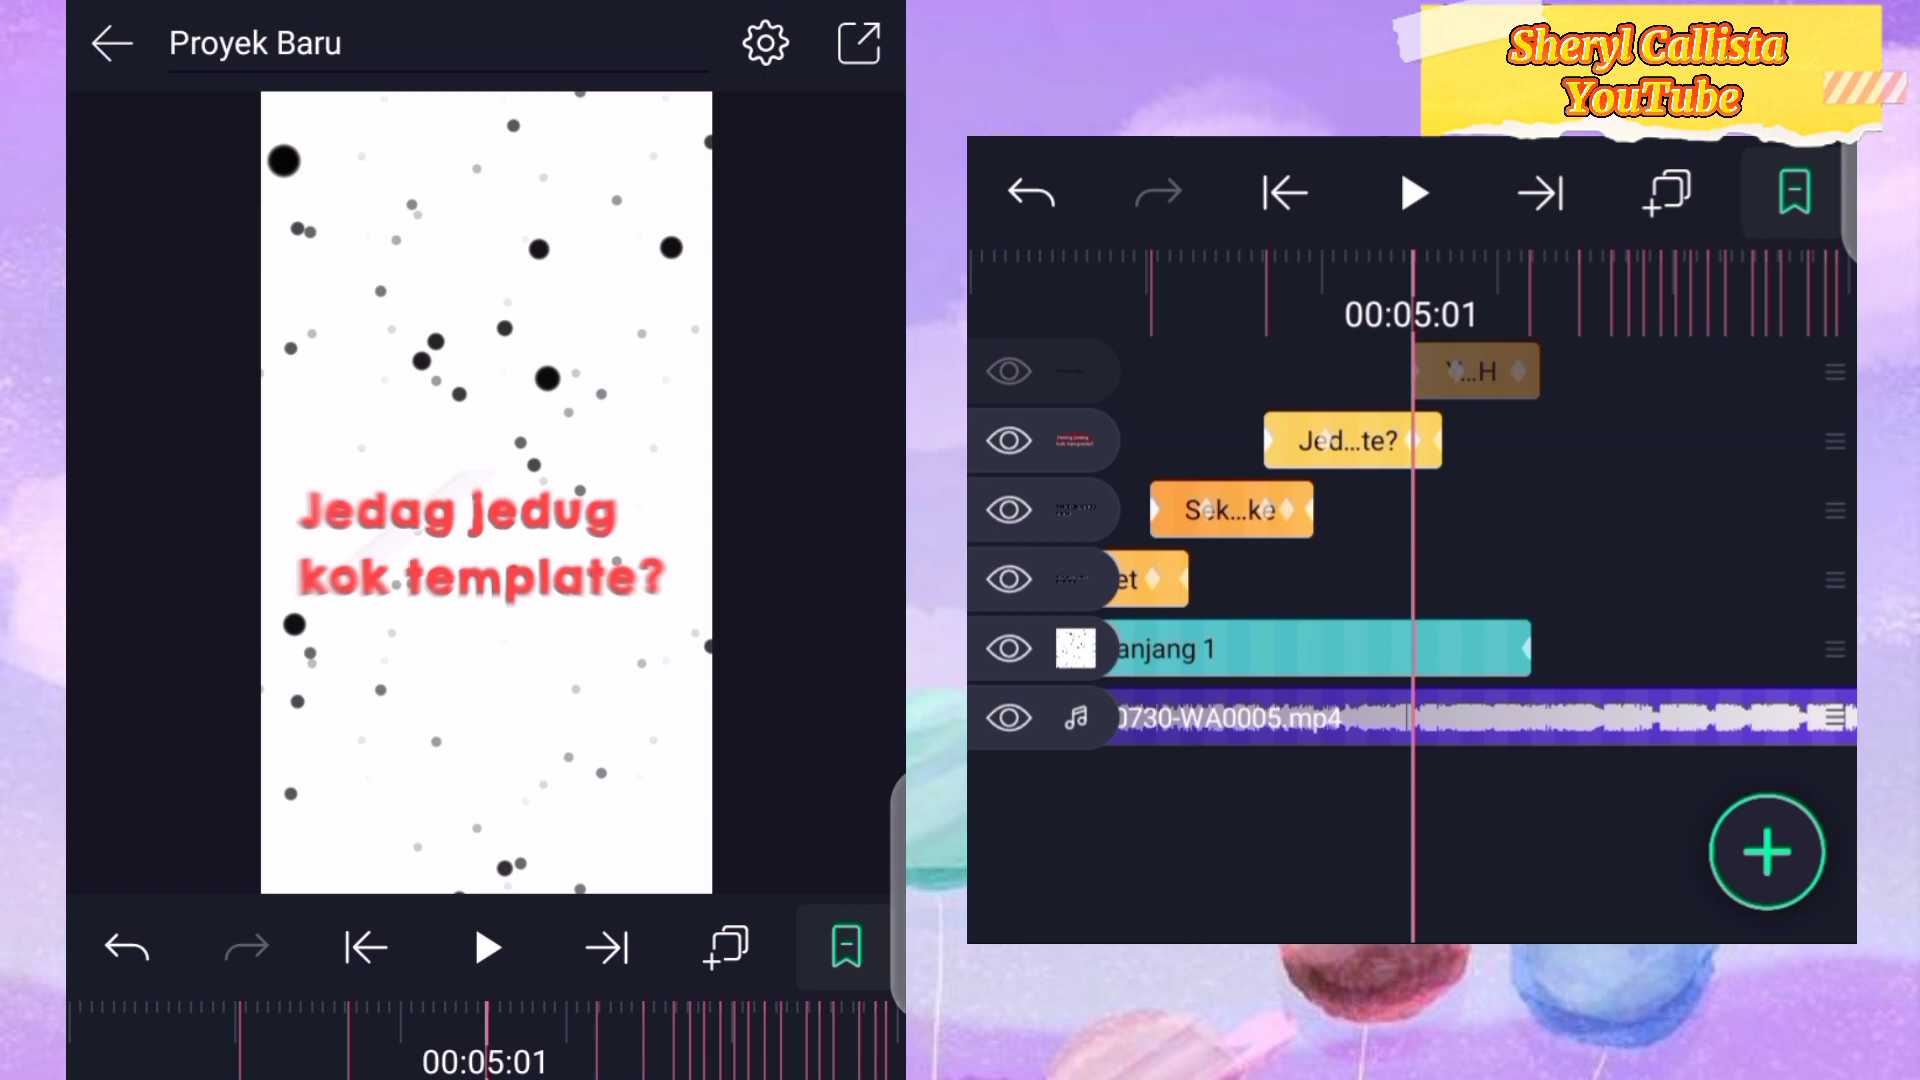 Proyek Baru
Jedag jedug
kok template?
00:05:01
Sheryl Callista
YouTube
00:05:01
Jed...te?
Sek...ke
et
anjang 1
0730-WA0005.mp4